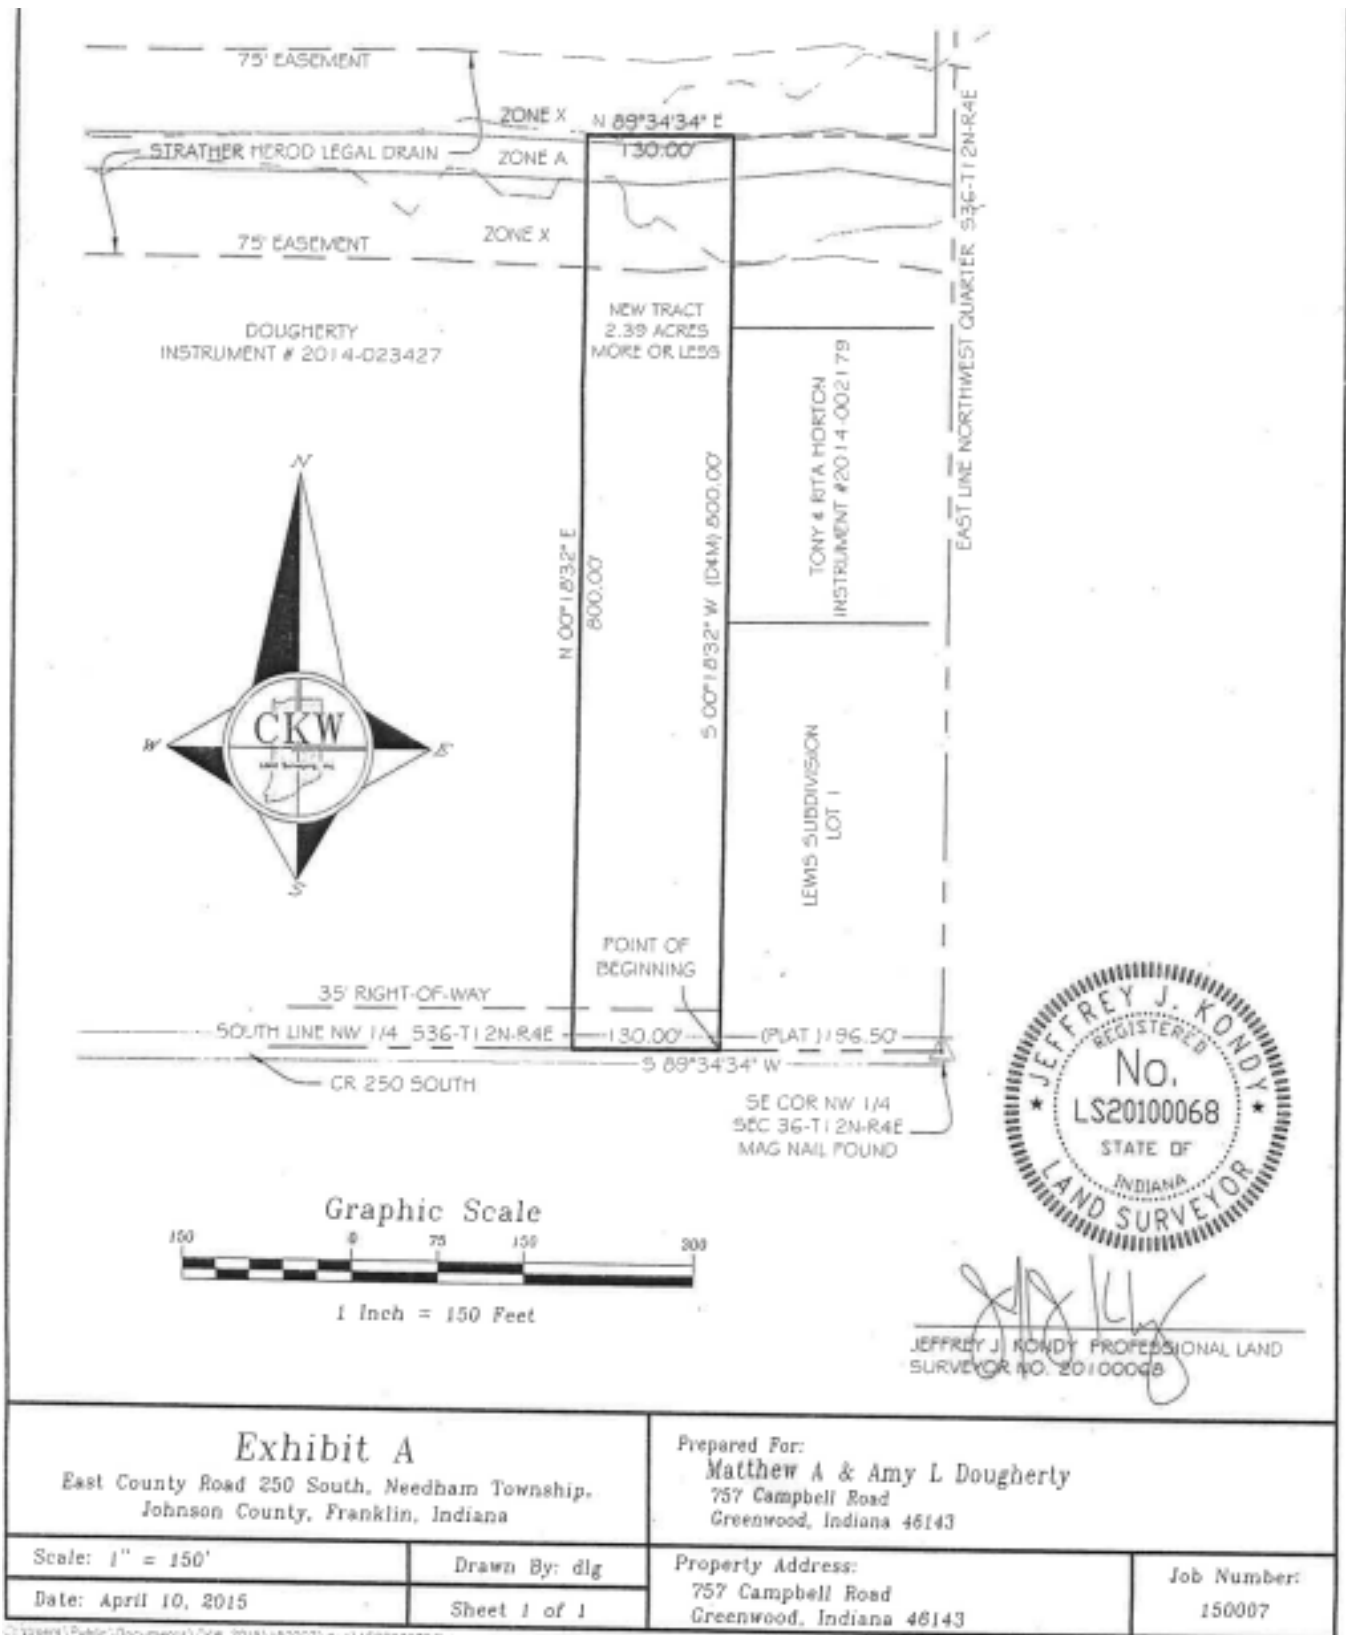 75' EASEMENT
ZONE X
N 89°34'34" E
130.00'
STRATHER HEROD LEGAL DRAIN
ZONE A
75' EASEMENT
ZONE X
EAST LINE NORTHWEST QUARTER S36-T12N-R4E
DOUGHERTY
INSTRUMENT # 2014-023427
NEW TRACT
2.39 ACRES
MORE OR LESS
TONY & RITA HORTON
INSTRUMENT #2014-002179
N 00°18'32" E
800.00'
S 00°18'32" W (D&M) 800.00'
N
W
E
S
CKW
Land Surveying, Inc.
LEWIS SUBDIVISION
LOT 1
POINT OF
BEGINNING
35' RIGHT-OF-WAY
SOUTH LINE NW 1/4 S36-T12N-R4E
130.00'
(PLAT) 196.50'
S 89°34'34" W
CR 250 SOUTH
SE COR NW 1/4
SEC 36-T12N-R4E
MAG NAIL FOUND
JEFFREY J. KONDY
REGISTERED
No.
LS20100068
STATE OF
INDIANA
LAND SURVEYOR
Graphic Scale
150 0 75 150 300
1 Inch = 150 Feet
JEFFREY J. KONDY PROFESSIONAL LAND
SURVEYOR NO. 20100068
Exhibit A
East County Road 250 South, Needham Township,
Johnson County, Franklin, Indiana
Prepared For:
Matthew A & Amy L Dougherty
757 Campbell Road
Greenwood, Indiana 46143
Scale: 1" = 150'
Drawn By: dlg
Date: April 10, 2015
Sheet 1 of 1
Property Address:
757 Campbell Road
Greenwood, Indiana 46143
Job Number:
150007